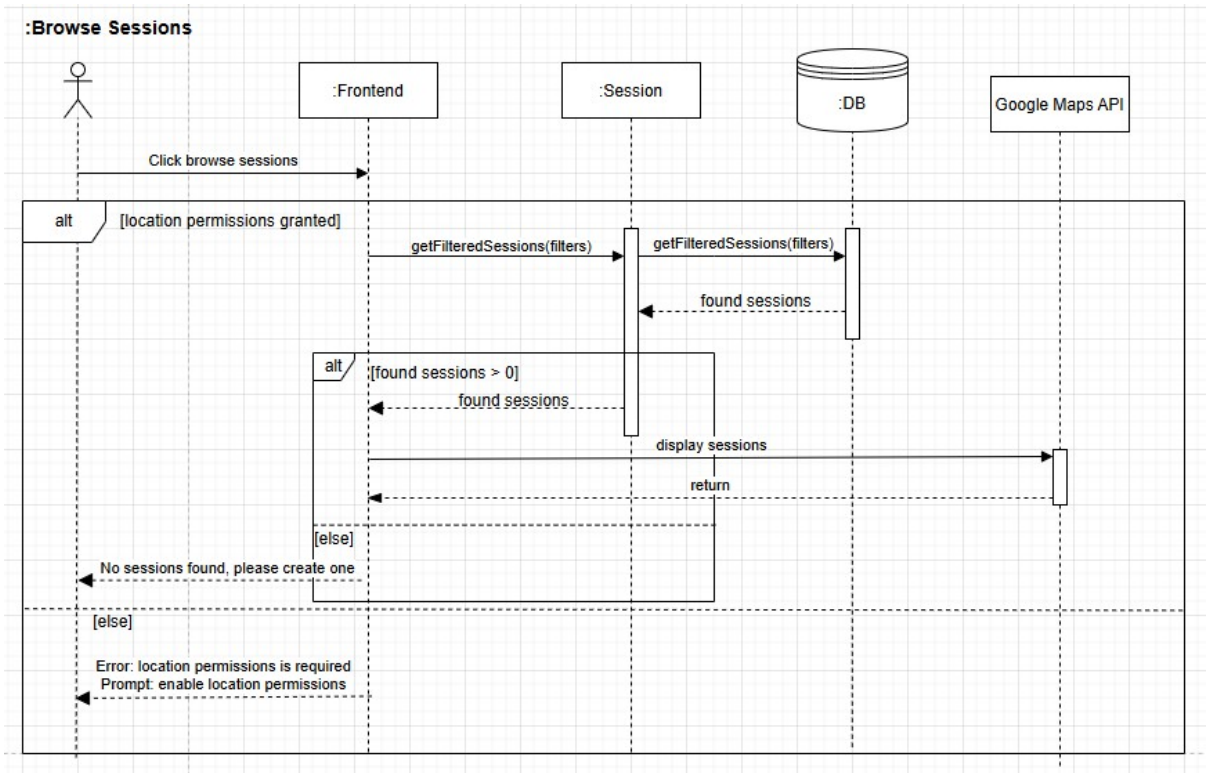 :Browse Sessions
:Frontend
:Session
:DB
Google Maps API
Click browse sessions
alt
[location permissions granted]
getFilteredSessions(filters)
getFilteredSessions(filters)
found sessions
alt
[found sessions > 0]
found sessions
display sessions
return
[else]
No sessions found, please create one
[else]
Error: location permissions is required
Prompt: enable location permissions